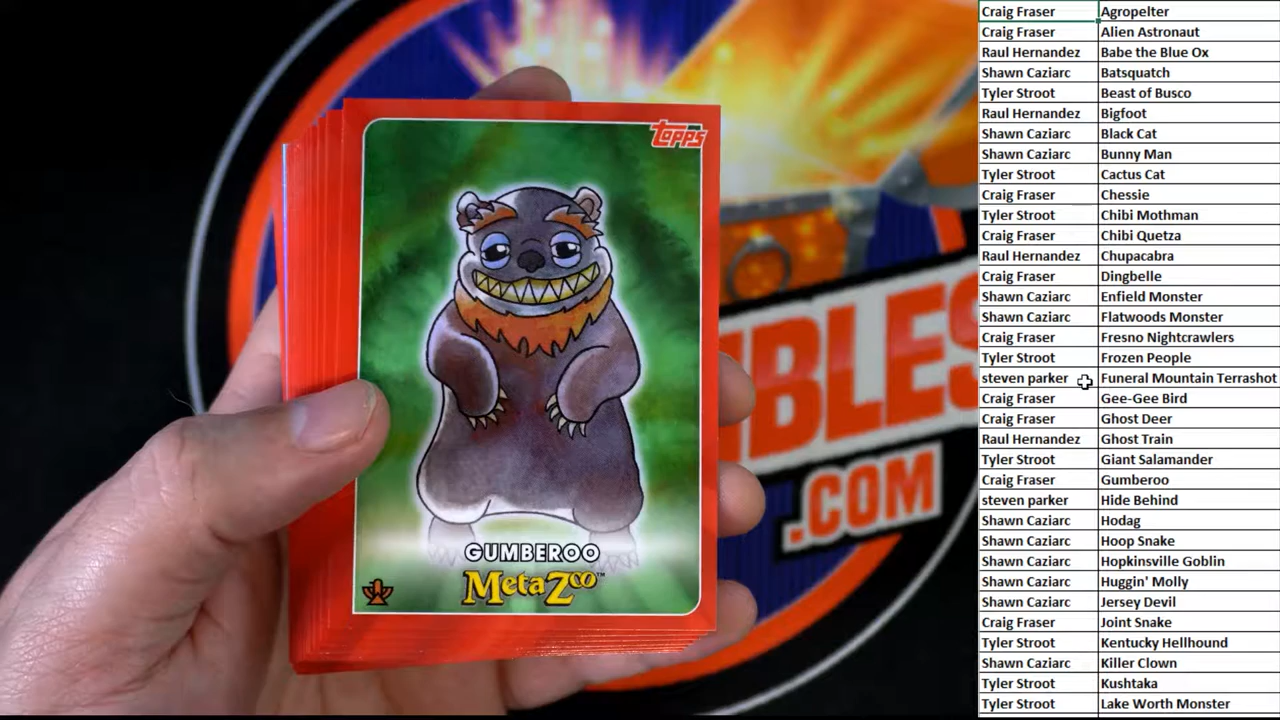 topps
GUMBEROO
MetaZoo™
IBLES
.COM
Craig Fraser Agropelter
Craig Fraser Alien Astronaut
Raul Hernandez Babe the Blue Ox
Shawn Caziarc Batsquatch
Tyler Stroot Beast of Busco
Raul Hernandez Bigfoot
Shawn Caziarc Black Cat
Shawn Caziarc Bunny Man
Tyler Stroot Cactus Cat
Craig Fraser Chessie
Tyler Stroot Chibi Mothman
Craig Fraser Chibi Quetza
Raul Hernandez Chupacabra
Craig Fraser Dingbelle
Shawn Caziarc Enfield Monster
Shawn Caziarc Flatwoods Monster
Craig Fraser Fresno Nightcrawlers
Tyler Stroot Frozen People
steven parker Funeral Mountain Terrashot
Craig Fraser Gee-Gee Bird
Craig Fraser Ghost Deer
Raul Hernandez Ghost Train
Tyler Stroot Giant Salamander
Craig Fraser Gumberoo
steven parker Hide Behind
Shawn Caziarc Hodag
Shawn Caziarc Hoop Snake
Shawn Caziarc Hopkinsville Goblin
Shawn Caziarc Huggin' Molly
Shawn Caziarc Jersey Devil
Craig Fraser Joint Snake
Tyler Stroot Kentucky Hellhound
Shawn Caziarc Killer Clown
Tyler Stroot Kushtaka
Tyler Stroot Lake Worth Monster